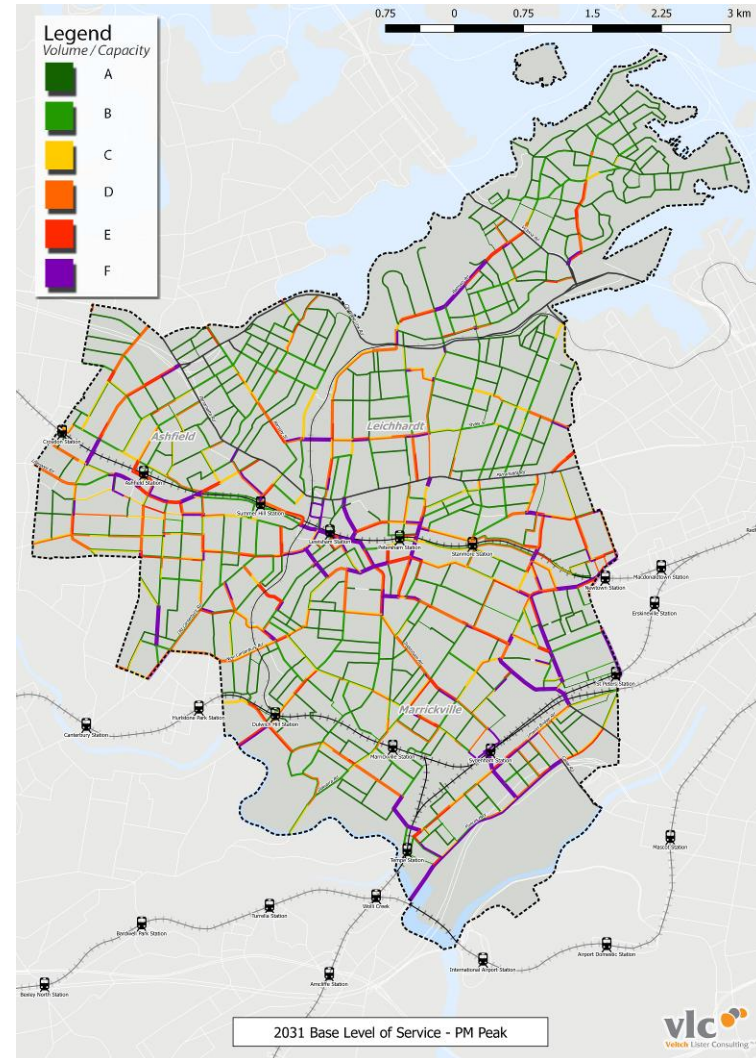 Legend
Volume / Capacity
A
B
C
D
E
F
0.75 0 0.75 1.5 2.25 3 km
Ashfield
Leichhardt
Croydon Station
Ashfield Station
Summer Hill Station
Lewisham Station
Petersham Station
Stanmore Station
Newtown Station
Macdonaldtown Station
Erskineville Station
St Peters Station
Marrickville
Hurlstone Park Station
Canterbury Station
Dulwich Hill Station
Marrickville Station
Sydenham Station
Tempe Station
Mascot Station
Wolli Creek
Turrella Station
Bardwell Park Station
Bexley North Station
Arncliffe Station
International Airport Station
Airport Domestic Station
2031 Base Level of Service - PM Peak
vlc
Veitch Lister Consulting